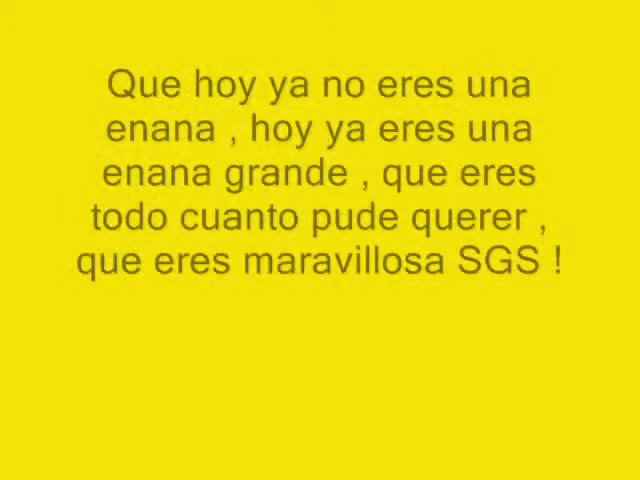 Que hoy ya no eres una
enana , hoy ya eres una
enana grande , que eres
todo cuanto pude querer ,
que eres maravillosa SGS !